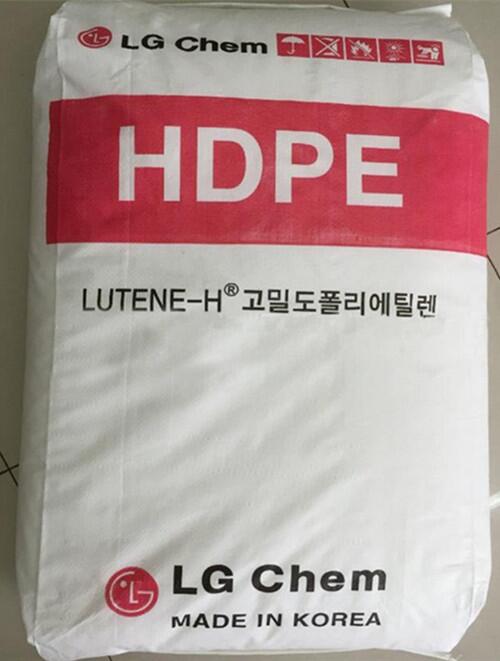 LG Chem
HDPE
LUTENE-H® 고밀도폴리에틸렌
LG Chem
MADE IN KOREA